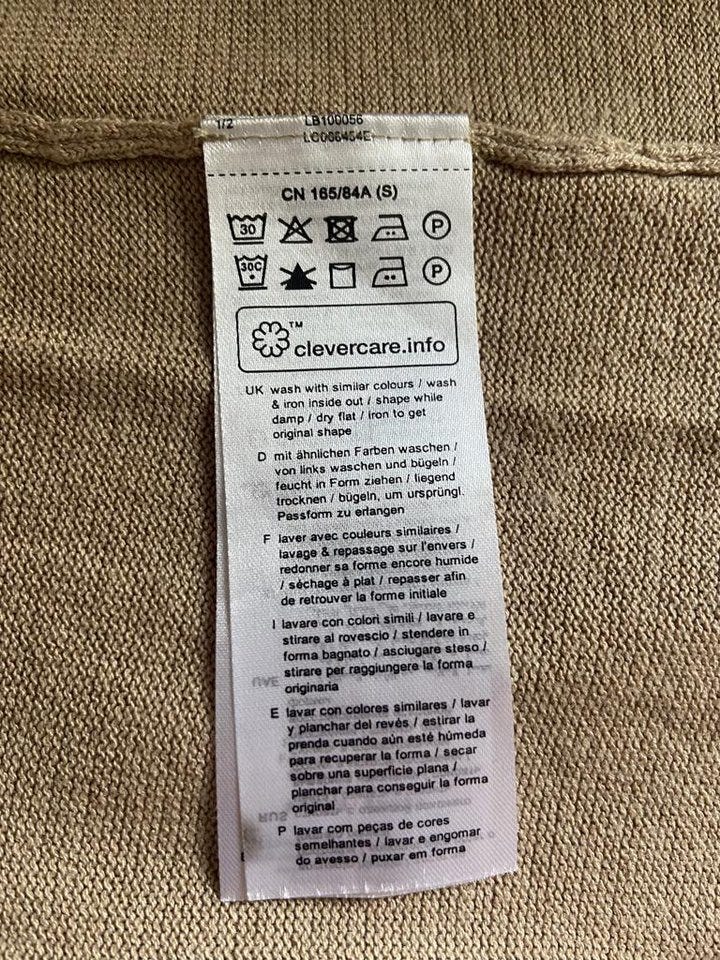 1/2
LB100056
CN 165/84A (S)
30 P
30C P
™
clevercare.info
UK wash with similar colours / wash
& iron inside out / shape while
damp / dry flat / iron to get
original shape
D mit ähnlichen Farben waschen /
von links waschen und bügeln /
feucht in Form ziehen / liegend
trocknen / bügeln, um ursprüngl.
Passform zu erlangen
F laver avec couleurs similaires /
lavage & repassage sur l'envers /
redonner sa forme encore humide
/ séchage à plat / repasser afin
de retrouver la forme initiale
I lavare con colori simili / lavare e
stirare al rovescio / stendere in
forma bagnato / asciugare steso /
stirare per raggiungere la forma
originaria
E lavar con colores similares / lavar
y planchar del revés / estirar la
prenda cuando aún esté húmeda
para recuperar la forma / secar
sobre una superficie plana /
planchar para conseguir la forma
original
P lavar com peças de cores
semelhantes / lavar e engomar
do avesso / puxar em forma